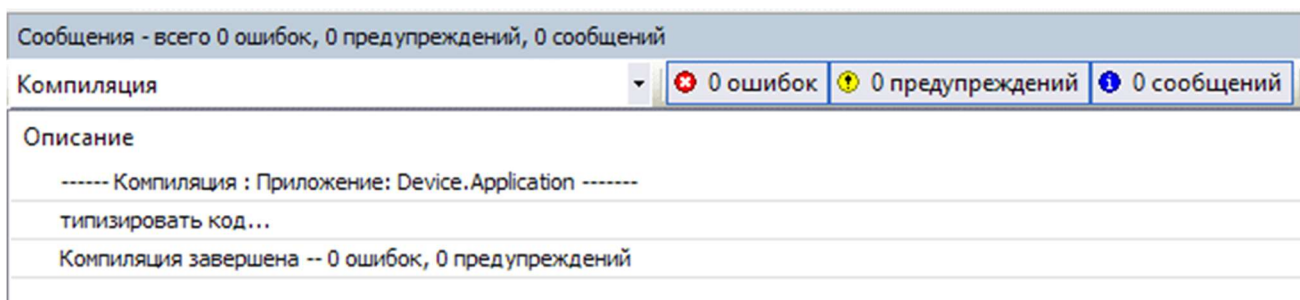 Сообщения - всего 0 ошибок, 0 предупреждений, 0 сообщений
Компиляция 0 ошибок 0 предупреждений 0 сообщений
Описание
------ Компиляция : Приложение: Device.Application -------
типизировать код...
Компиляция завершена -- 0 ошибок, 0 предупреждений